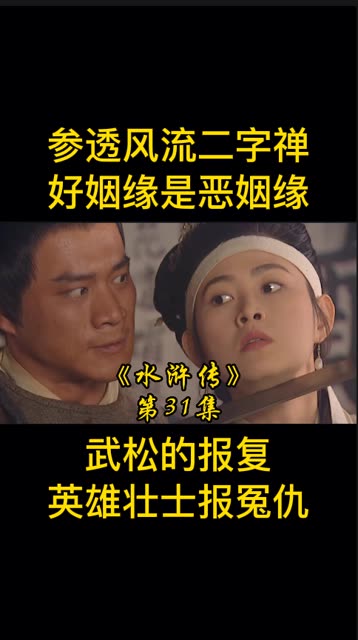 参透风流二字禅
好姻缘是恶姻缘
《水浒传》
第31集
武松的报复
英雄壮士报冤仇